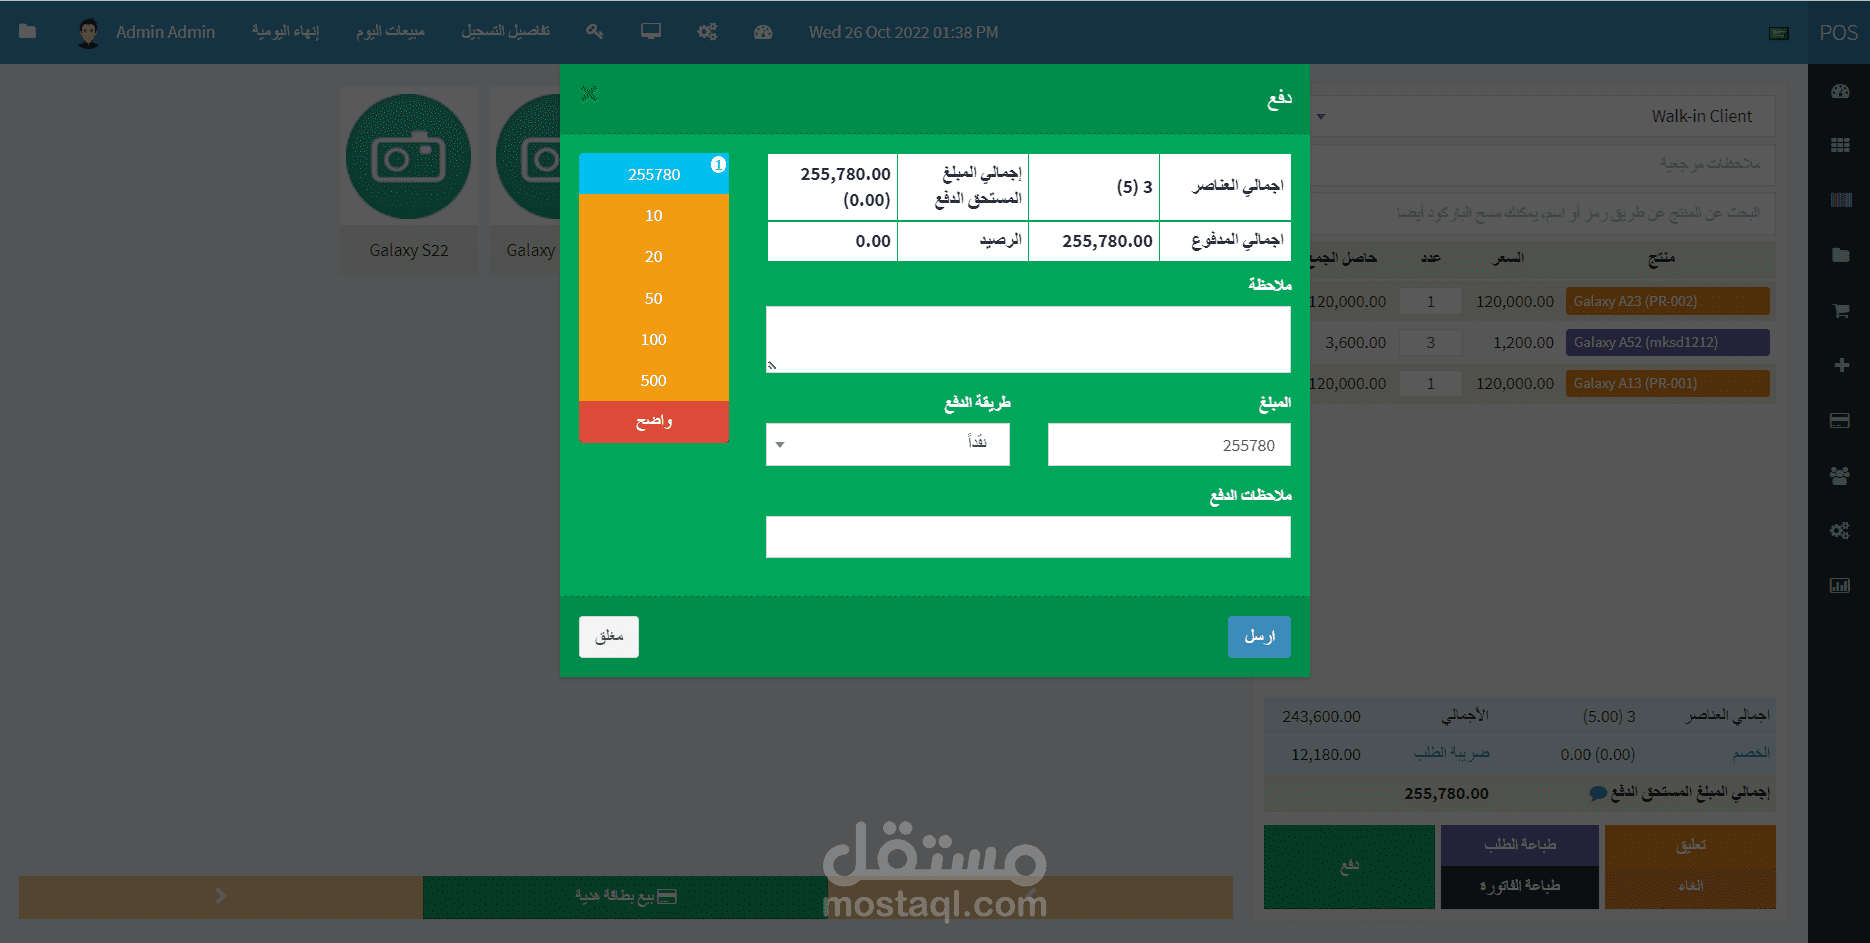 POS
Wed 26 Oct 2022 01:38 PM
تفاصيل التسجيل
مبيعات اليوم
إنهاء اليومية
Admin Admin
Walk-in Client
ملاحظات مرجعية
البحث عن المنتج عن طريق رمز أو اسم، يمكنك مسح الباركود أيضا
منتج السعر عدد حاصل الجمع
Galaxy A23 (PR-002) 120,000.00 1 120,000.00
Galaxy A52 (mksd1212) 1,200.00 3 3,600.00
Galaxy A13 (PR-001) 120,000.00 1 120,000.00
اجمالي العناصر 3 (5.00) الأجمالي 243,600.00
الخصم (0.00) 0.00 ضريبة الطلب 12,180.00
إجمالي المبلغ المستحق الدفع 255,780.00
تعليق
الغاء
طباعة الطلب
طباعة الفاتورة
دفع
دفع
اجمالي العناصر 3 (5) إجمالي المبلغ المستحق الدفع 255,780.00 (0.00)
اجمالي المدفوع 255,780.00 الرصيد 0.00
ملاحظة
المبلغ طريقة الدفع
255780 نقداً
ملاحظات الدفع
ارسل
مغلق
255780 1
10
20
50
100
500
واضح
Galaxy S22
Galaxy
بيع بطاقة هدية
مستقل
mostaql.com